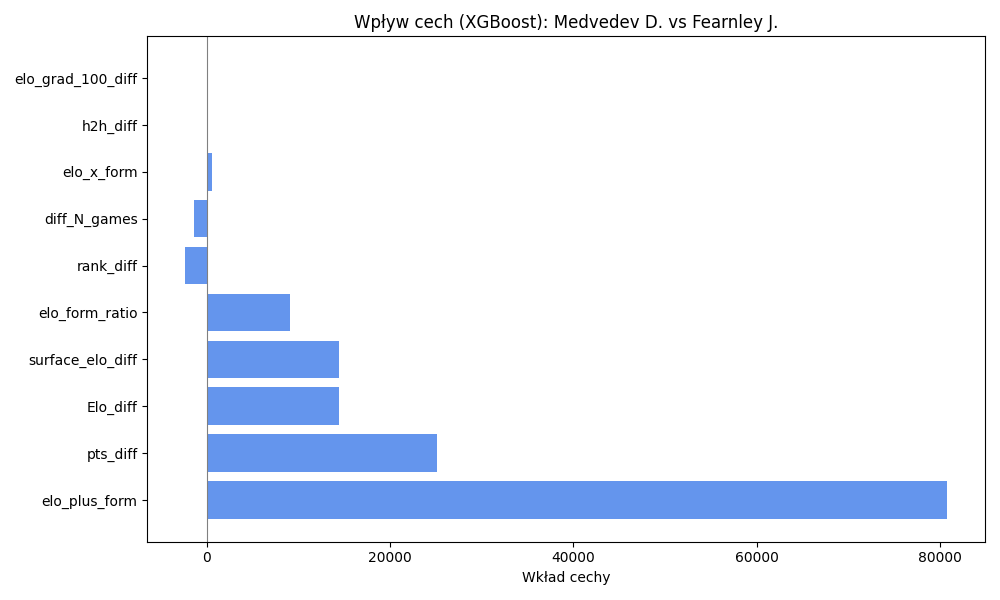 Wpływ cech (XGBoost): Medvedev D. vs Fearnley J.
elo_grad_100_diff
h2h_diff
elo_x_form
diff_N_games
rank_diff
elo_form_ratio
surface_elo_diff
Elo_diff
pts_diff
elo_plus_form
0 20000 40000 60000 80000
Wkład cechy